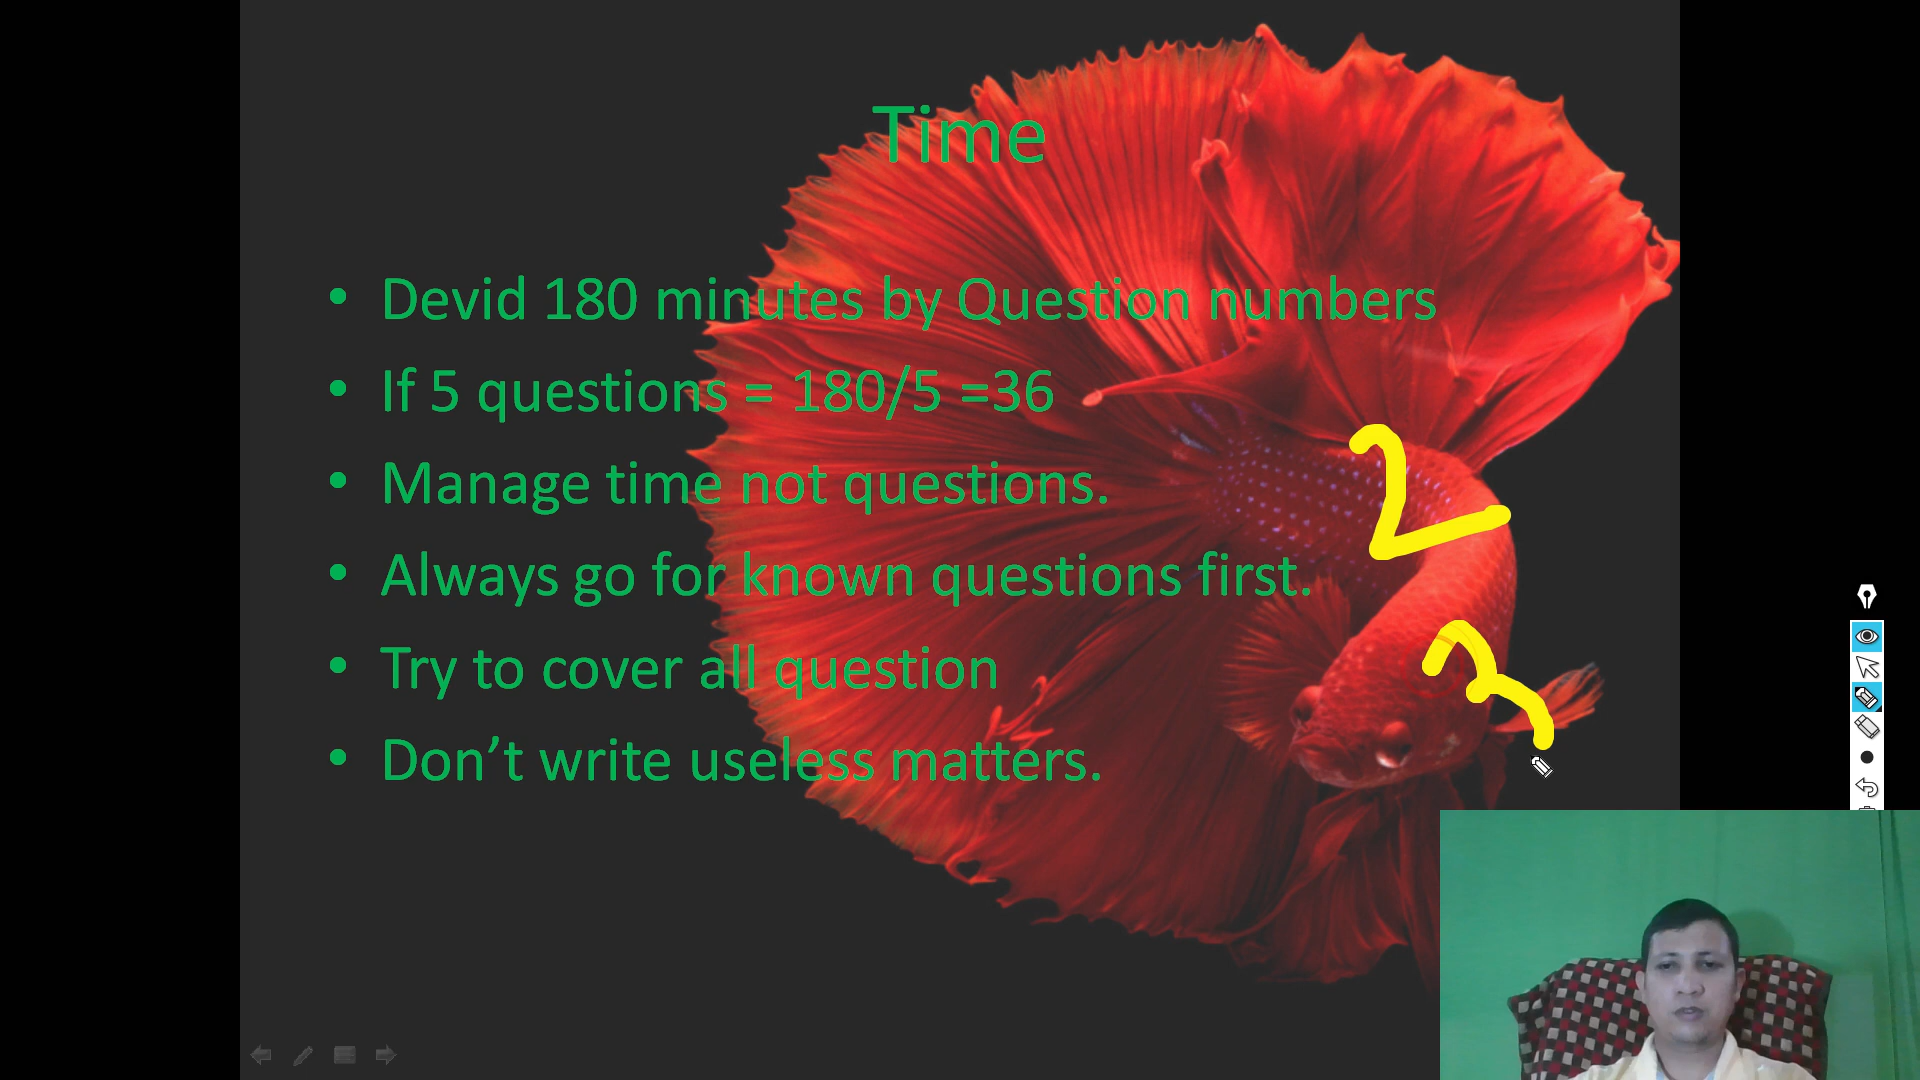 Time
• Devid 180 minutes by Question numbers
• If 5 questions = 180/5 =36
• Manage time not questions.
2
• Always go for known questions first.
• Try to cover all question
• Don’t write useless matters.